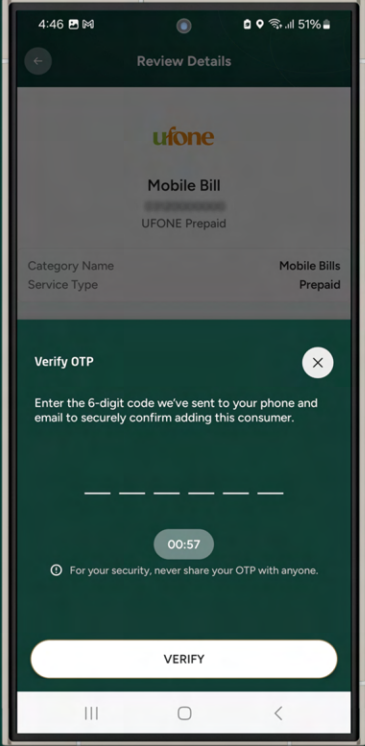 4:46 51%
Review Details
ufone
Mobile Bill
UFONE Prepaid
Category Name Mobile Bills
Service Type Prepaid
Verify OTP
Enter the 6-digit code we've sent to your phone and
email to securely confirm adding this consumer.
00:57
For your security, never share your OTP with anyone.
VERIFY